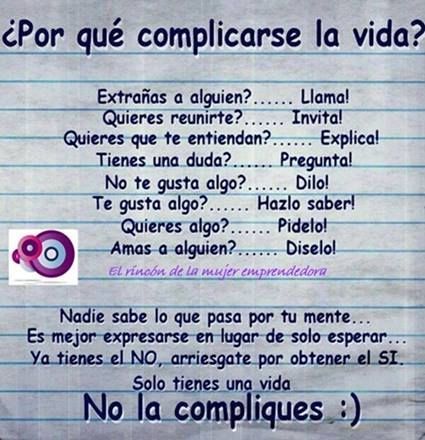 ¿Por qué complicarse la vida?
Extrañas a alguien?...... Llama!
Quieres reunirte?...... Invita!
Quieres que te entiendan?...... Explica!
Tienes una duda?...... Pregunta!
No te gusta algo?...... Dilo!
Te gusta algo?...... Hazlo saber!
Quieres algo?...... Pidelo!
Amas a alguien?...... Diselo!
El rincón de la mujer emprendedora
Nadie sabe lo que pasa por tu mente...
Es mejor expresarse en lugar de solo esperar...
Ya tienes el NO, arriesgate por obtener el SI.
Solo tienes una vida
No la compliques :)